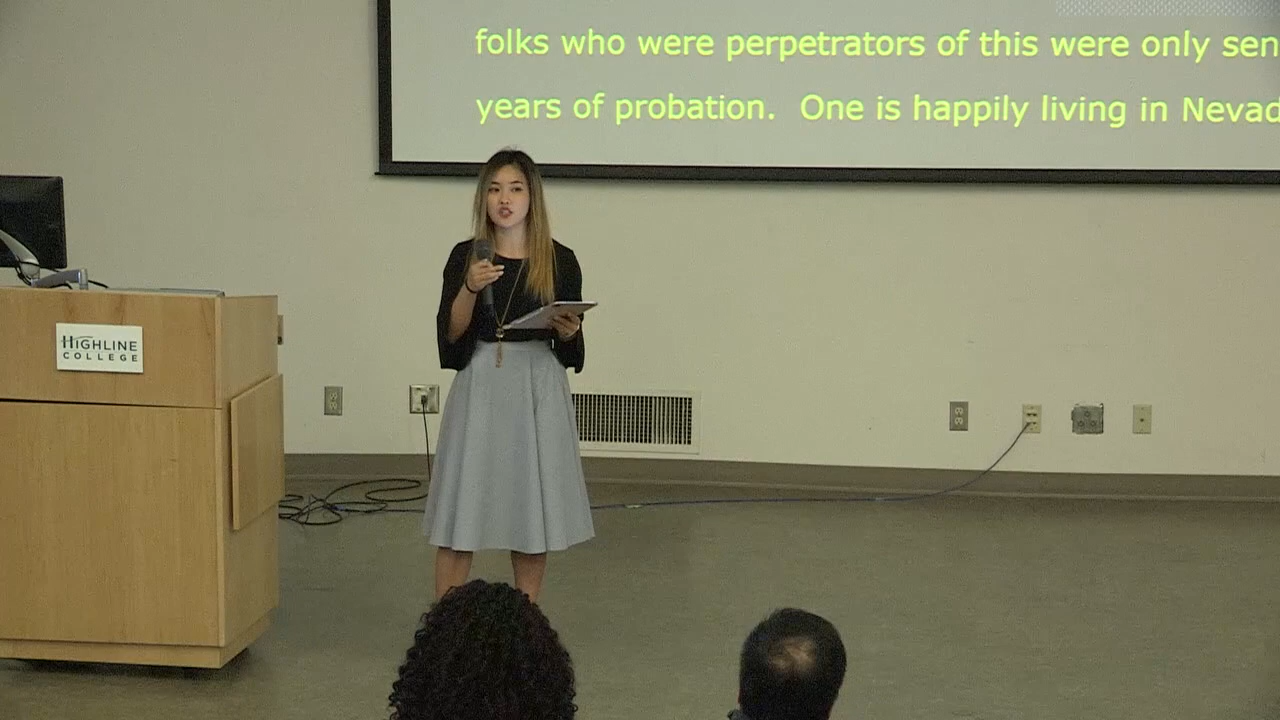 folks who were perpetrators of this were only sen
years of probation.  One is happily living in Nevad
HIGHLINE
COLLEGE